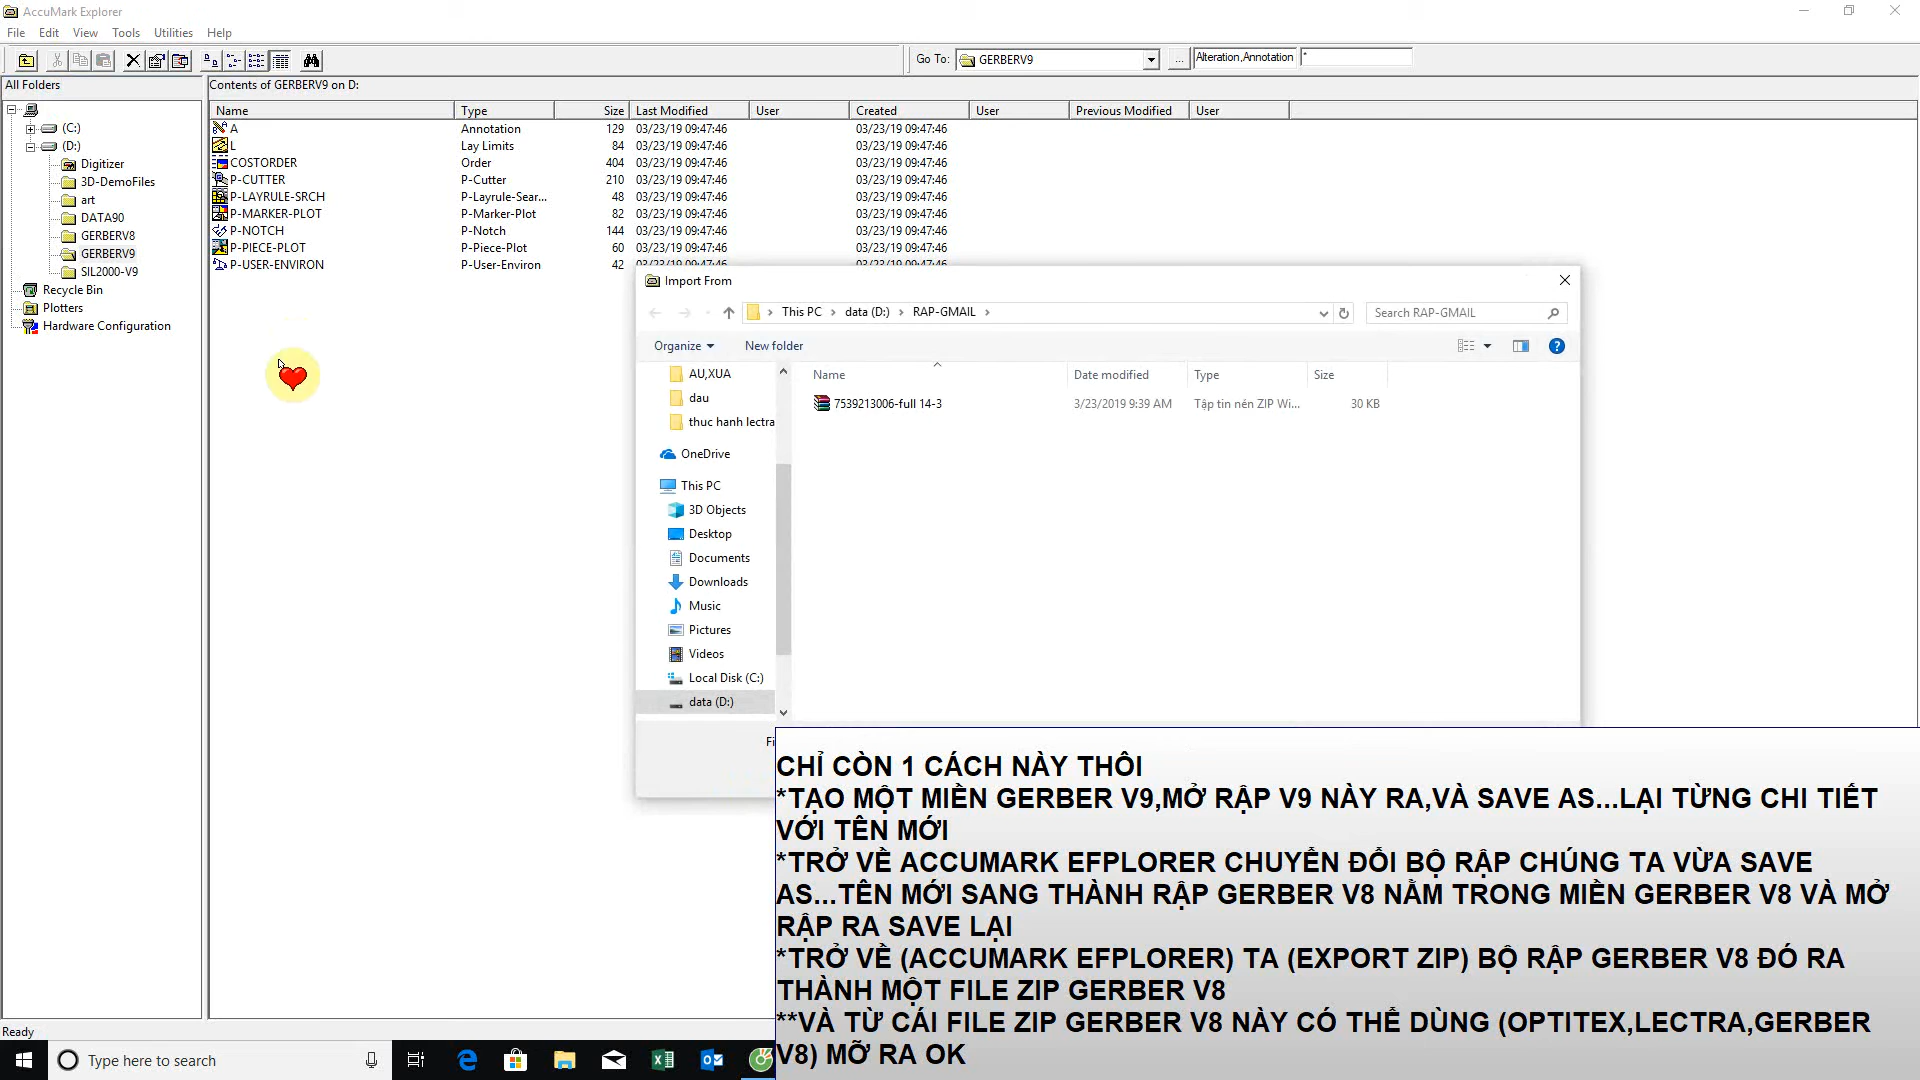 AccuMark Explorer
File Edit View Tools Utilities Help
Go To: GERBERV9 ... Alteration,Annotation *
All Folders
Contents of GERBERV9 on D:
Name Type Size Last Modified User Created User Previous Modified User
(C:)
(D:)
Digitizer
3D-DemoFiles
art
DATA90
GERBERV8
GERBERV9
SIL2000-V9
Recycle Bin
Plotters
Hardware Configuration
A Annotation 129 03/23/19 09:47:46 03/23/19 09:47:46
L Lay Limits 84 03/23/19 09:47:46 03/23/19 09:47:46
COSTORDER Order 404 03/23/19 09:47:46 03/23/19 09:47:46
P-CUTTER P-Cutter 210 03/23/19 09:47:46 03/23/19 09:47:46
P-LAYRULE-SRCH P-Layrule-Sear... 48 03/23/19 09:47:46 03/23/19 09:47:46
P-MARKER-PLOT P-Marker-Plot 82 03/23/19 09:47:46 03/23/19 09:47:46
P-NOTCH P-Notch 144 03/23/19 09:47:46 03/23/19 09:47:46
P-PIECE-PLOT P-Piece-Plot 60 03/23/19 09:47:46 03/23/19 09:47:46
P-USER-ENVIRON P-User-Environ 42 03/23/19 09:47:46 03/23/19 09:47:46
Import From
This PC data (D:) RAP-GMAIL
Search RAP-GMAIL
Organize New folder
AU,XUA
dau
thuc hanh lectra
OneDrive
This PC
3D Objects
Desktop
Documents
Downloads
Music
Pictures
Videos
Local Disk (C:)
data (D:)
Name Date modified Type Size
7539213006-full 14-3 3/23/2019 9:39 AM Tập tin nén ZIP Wi... 30 KB
Fi
CHỈ CÒN 1 CÁCH NÀY THÔI
*TẠO MỘT MIỀN GERBER V9,MỞ RẬP V9 NÀY RA,VÀ SAVE AS...LẠI TỪNG CHI TIẾT
VỚI TÊN MỚI
*TRỞ VỀ ACCUMARK EFPLORER CHUYỂN ĐỔI BỘ RẬP CHÚNG TA VỪA SAVE
AS...TÊN MỚI SANG THÀNH RẬP GERBER V8 NẰM TRONG MIỀN GERBER V8 VÀ MỞ
RẬP RA SAVE LẠI
*TRỞ VỀ (ACCUMARK EFPLORER) TA (EXPORT ZIP) BỘ RẬP GERBER V8 ĐÓ RA
THÀNH MỘT FILE ZIP GERBER V8
**VÀ TỪ CÁI FILE ZIP GERBER V8 NÀY CÓ THỂ DÙNG (OPTITEX,LECTRA,GERBER
V8) MỠ RA OK
Ready
Type here to search